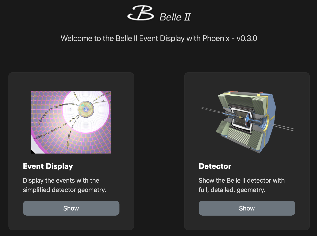 Belle II
Welcome to the Belle II Event Display with Phoenix - v0.3.0
Event Display
Display the events with the
simplified detector geometry.
Show
Detector
Show the Belle II detector with
full, detailed, geometry.
Show